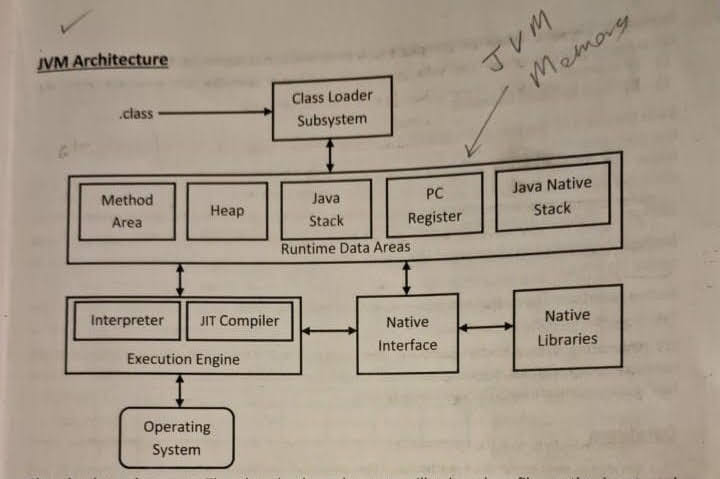 JVM Architecture
JVM
Memory
.class
Class Loader
Subsystem
Method
Area
Heap
Java
Stack
PC
Register
Java Native
Stack
Runtime Data Areas
Interpreter
JIT Compiler
Execution Engine
Native
Interface
Native
Libraries
Operating
System